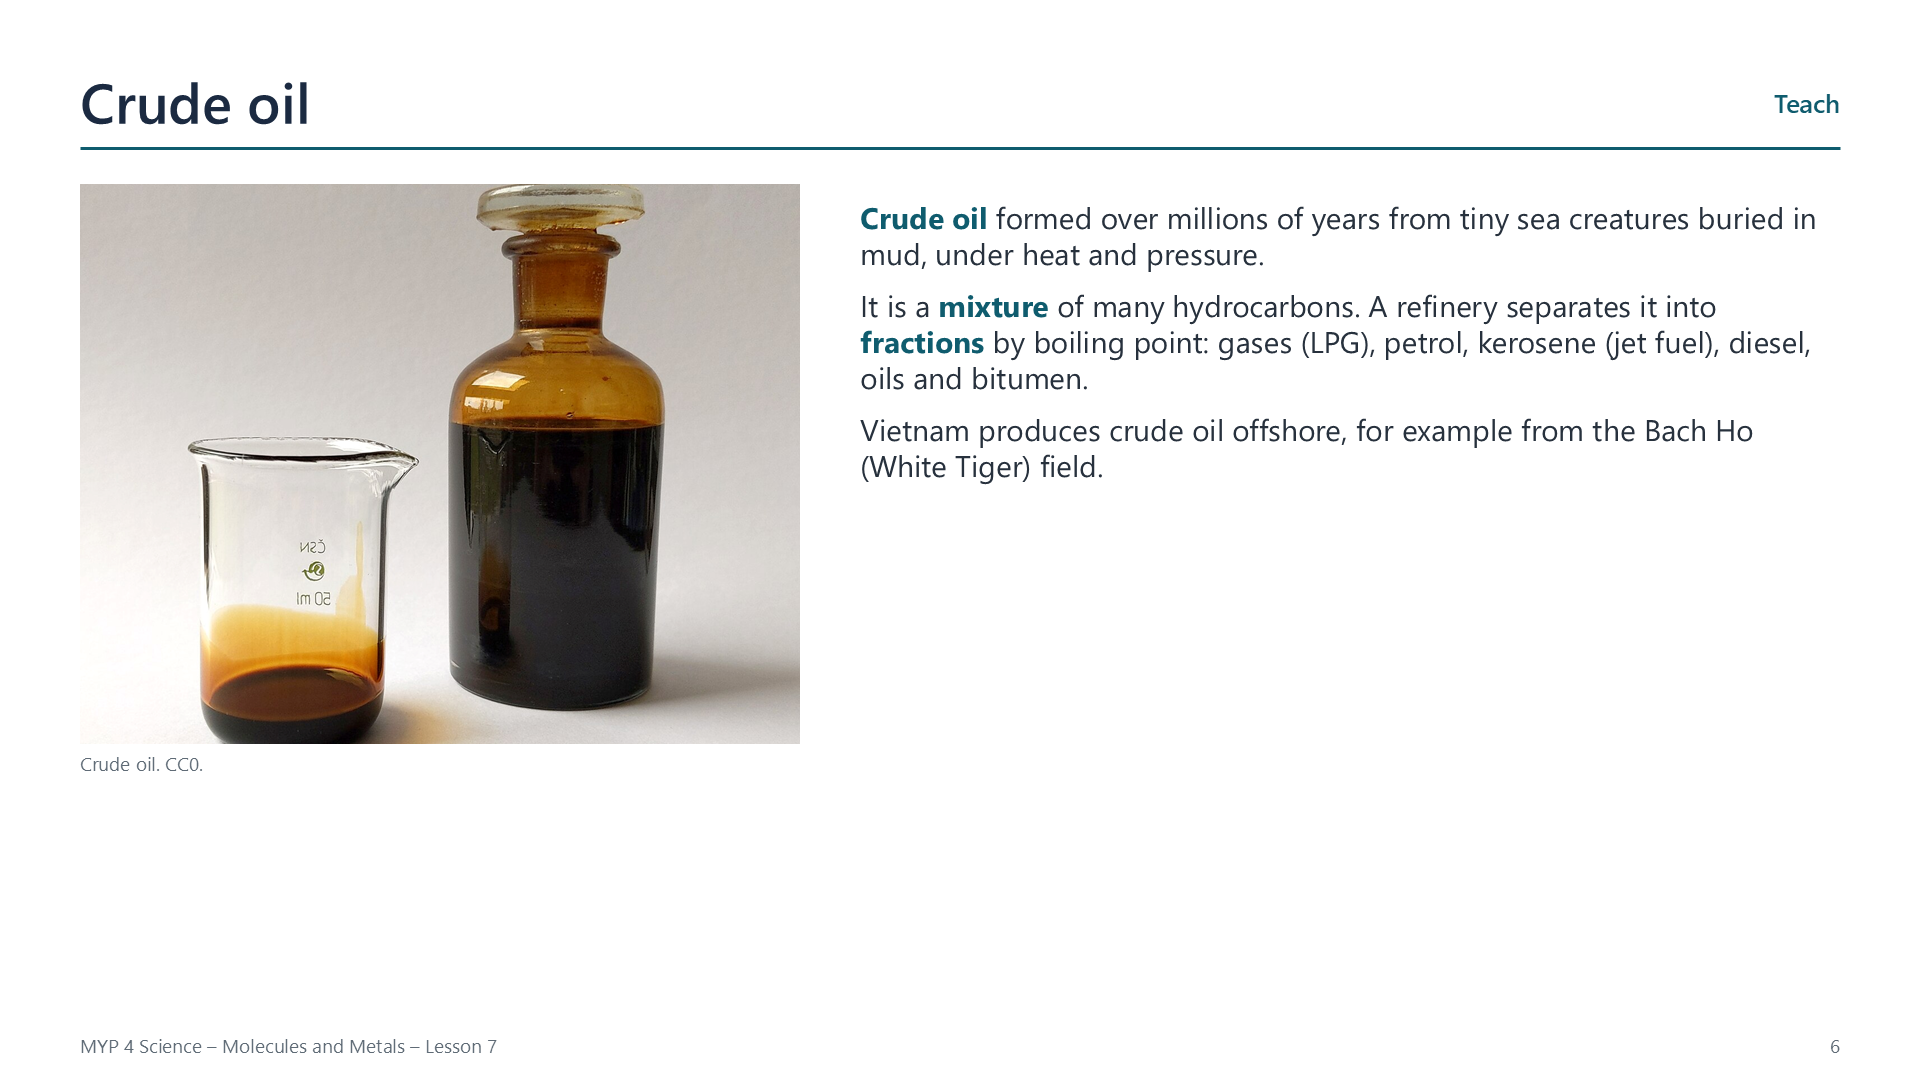 Crude oil
Teach
Crude oil formed over millions of years from tiny sea creatures buried in
mud, under heat and pressure.
It is a mixture of many hydrocarbons. A refinery separates it into
fractions by boiling point: gases (LPG), petrol, kerosene (jet fuel), diesel,
oils and bitumen.
Vietnam produces crude oil offshore, for example from the Bach Ho
(White Tiger) field.
ČSN
50 ml
Crude oil. CC0.
MYP 4 Science – Molecules and Metals – Lesson 7
6